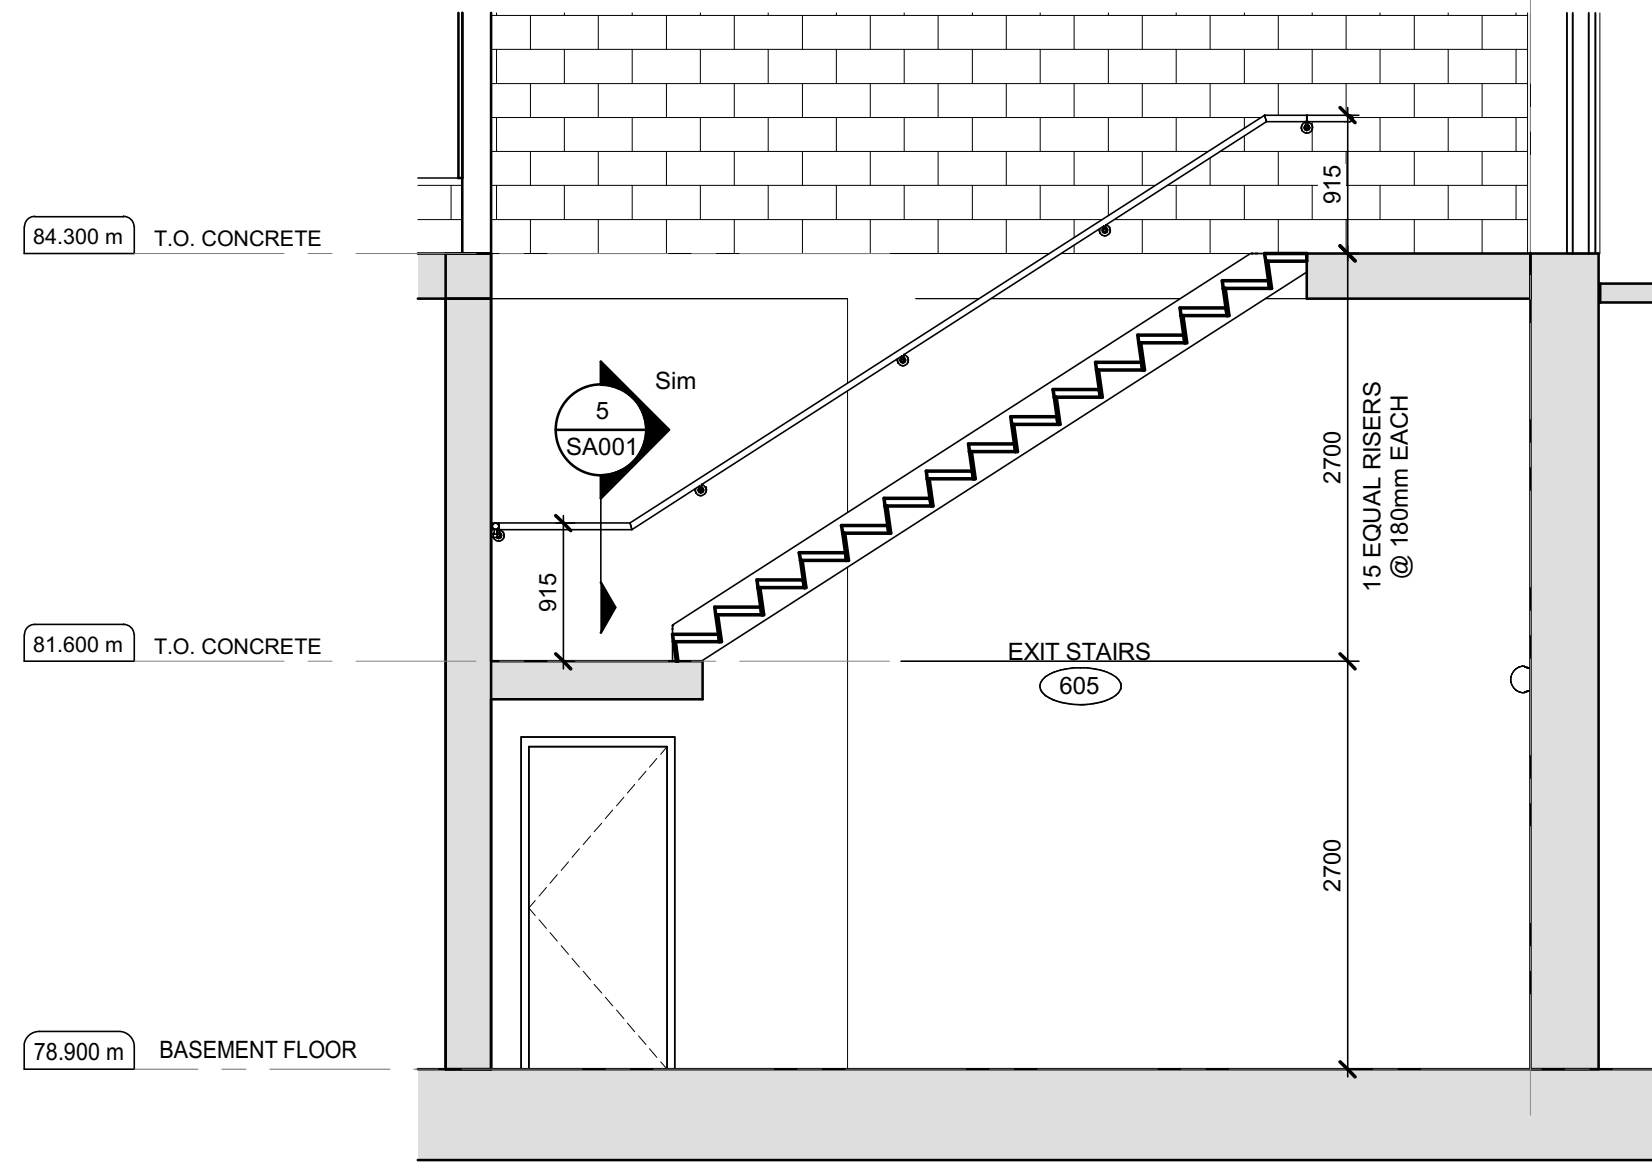 915
84.300 m T.O. CONCRETE
Sim
5
SA001
2700
15 EQUAL RISERS
@ 180mm EACH
915
81.600 m T.O. CONCRETE
EXIT STAIRS
605
2700
78.900 m BASEMENT FLOOR